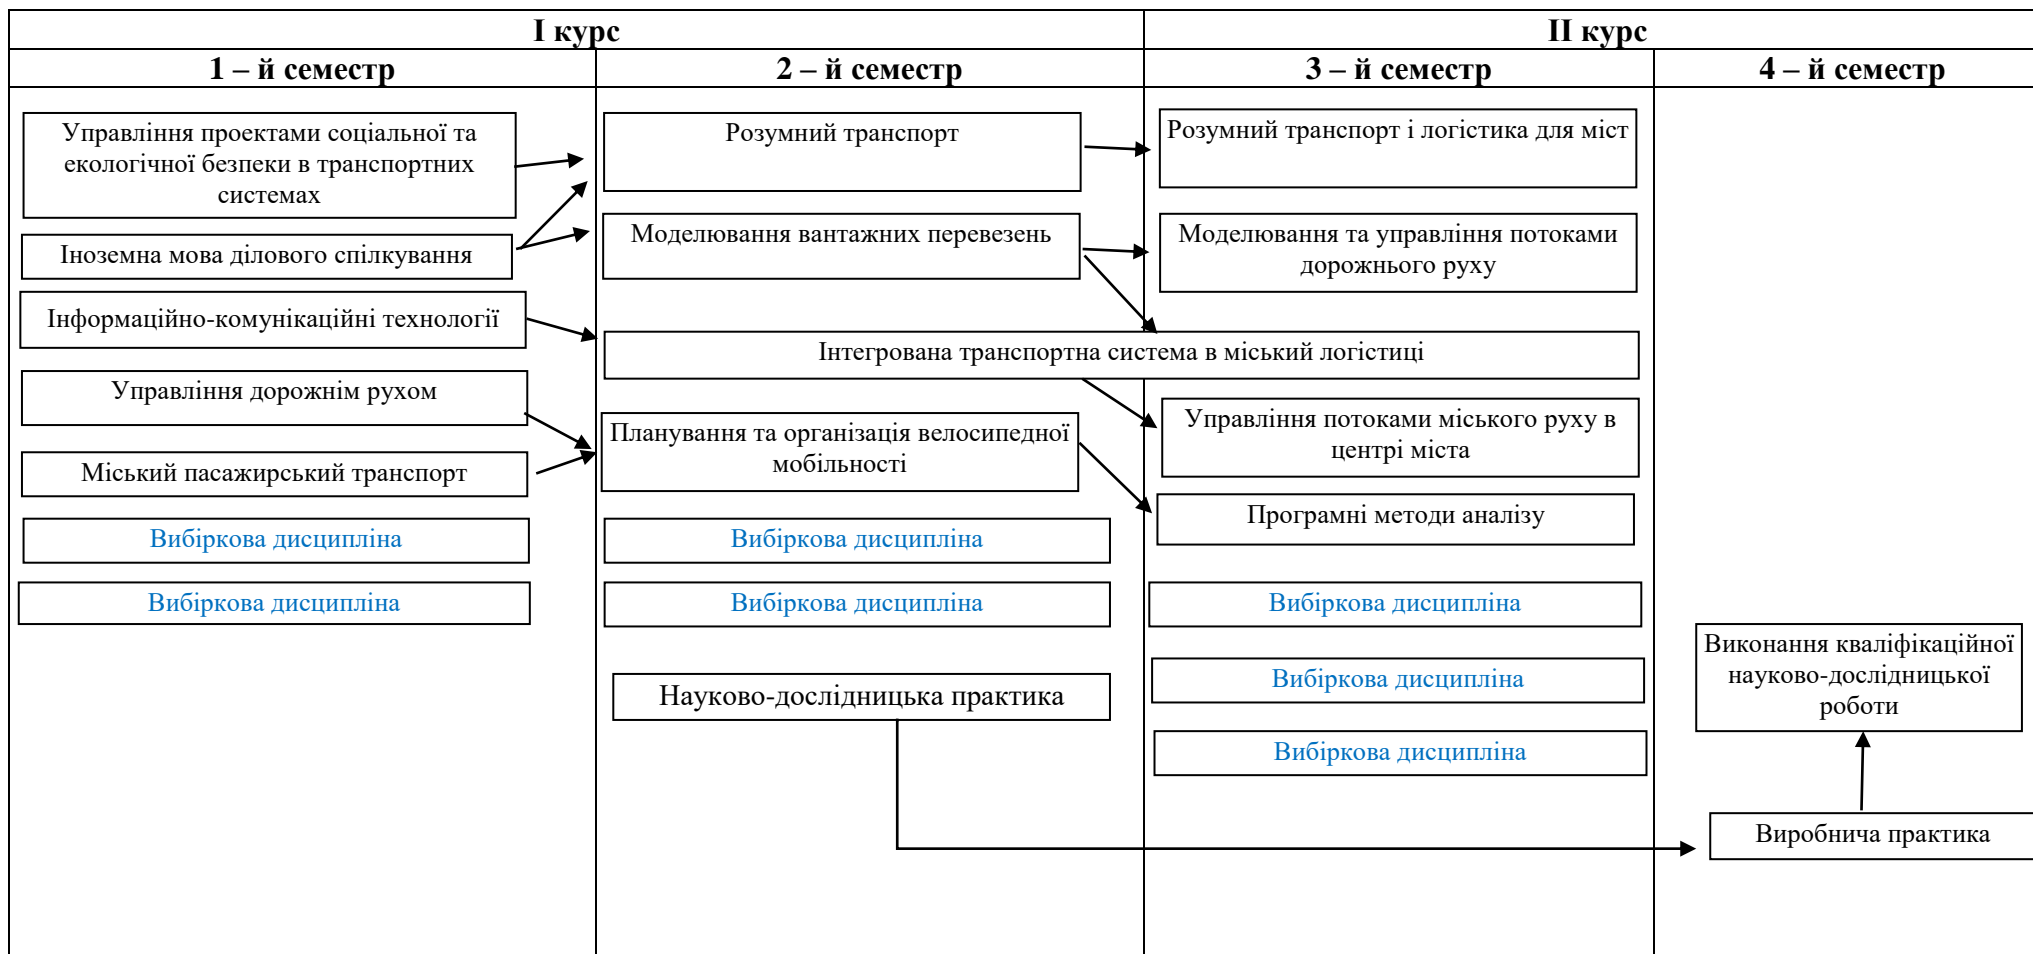 І курс
ІІ курс
1 – й семестр
2 – й семестр
3 – й семестр
4 – й семестр
Управління проектами соціальної та
екологічної безпеки в транспортних
системах
Іноземна мова ділового спілкування
Інформаційно-комунікаційні технології
Управління дорожнім рухом
Міський пасажирський транспорт
Вибіркова дисципліна
Вибіркова дисципліна
Розумний транспорт
Моделювання вантажних перевезень
Інтегрована транспортна система в міський логістиці
Планування та організація велосипедної
мобільності
Вибіркова дисципліна
Вибіркова дисципліна
Науково-дослідницька практика
Розумний транспорт і логістика для міст
Моделювання та управління потоками
дорожнього руху
Управління потоками міського руху в
центрі міста
Програмні методи аналізу
Вибіркова дисципліна
Вибіркова дисципліна
Вибіркова дисципліна
Виконання кваліфікаційної
науково-дослідницької
роботи
Виробнича практика